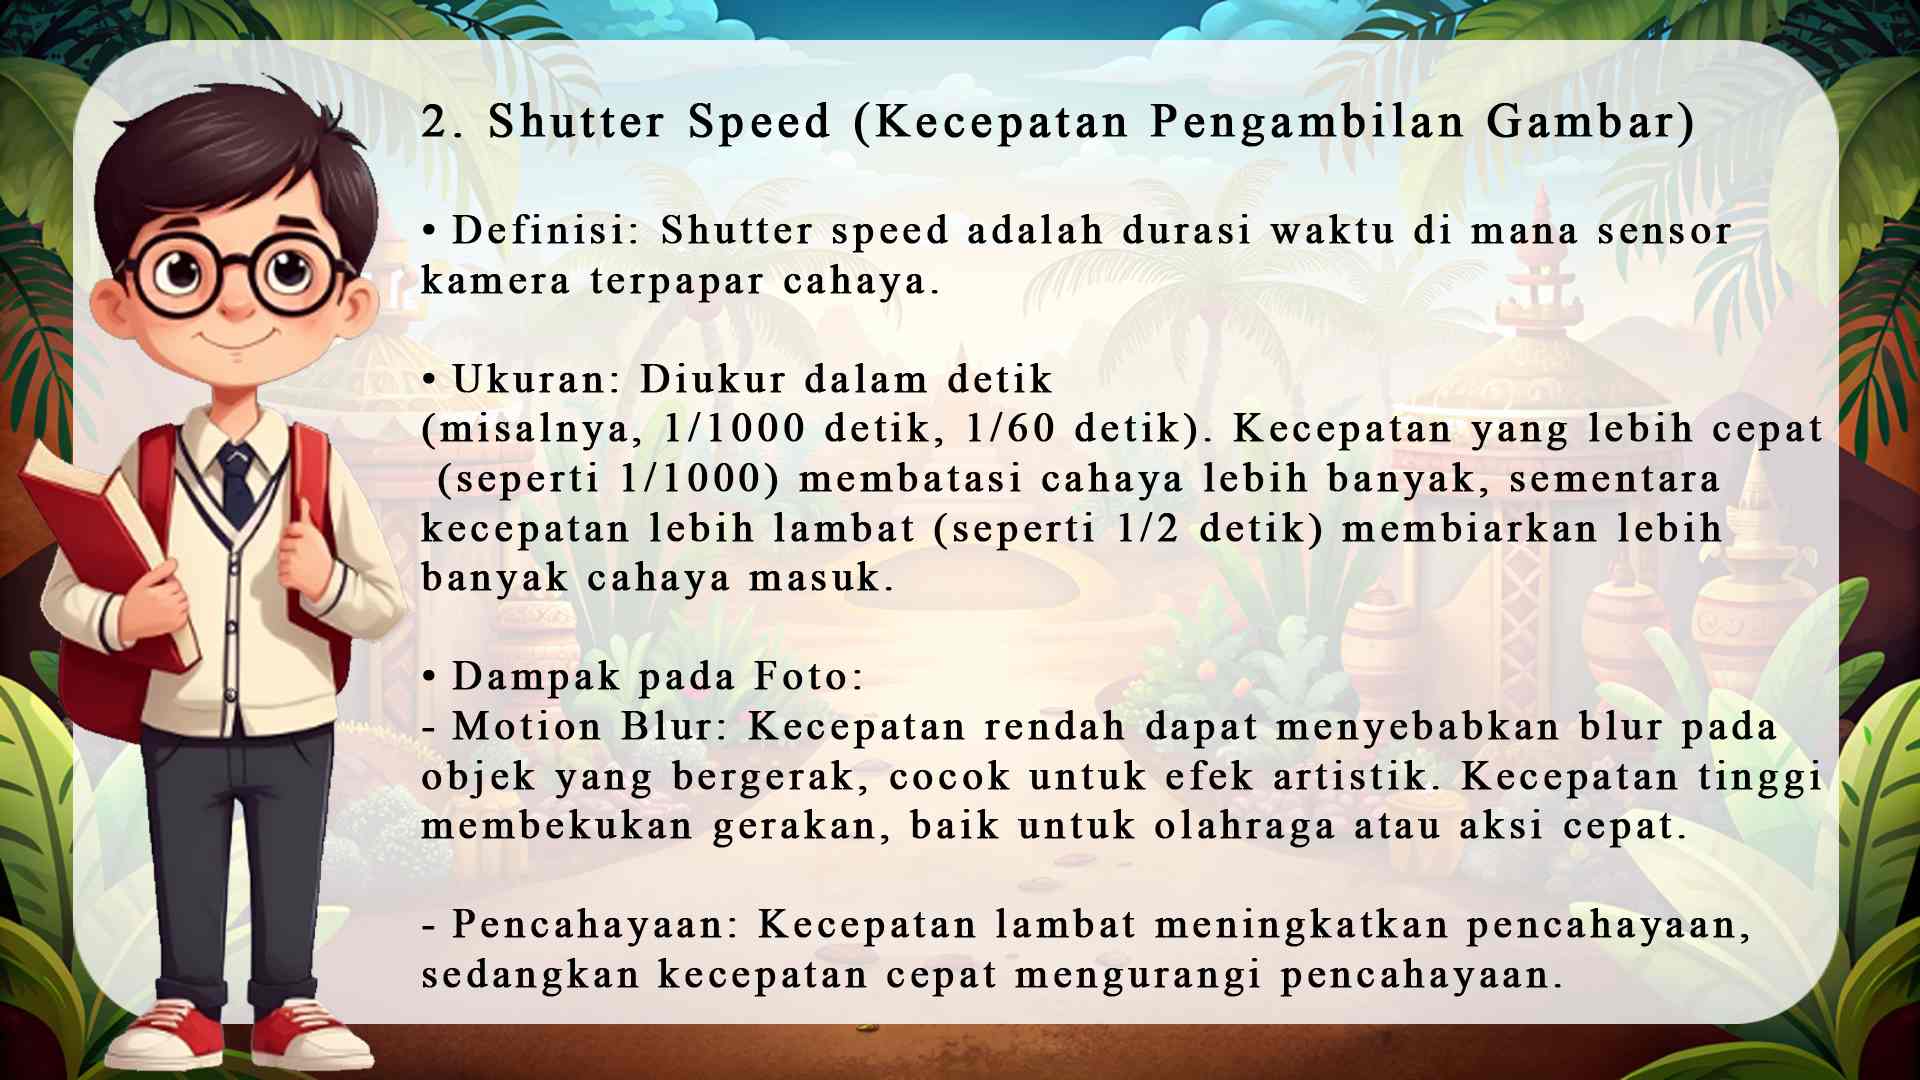 2. Shutter Speed (Kecepatan Pengambilan Gambar)
• Definisi: Shutter speed adalah durasi waktu di mana sensor
kamera terpapar cahaya.
• Ukuran: Diukur dalam detik
(misalnya, 1/1000 detik, 1/60 detik). Kecepatan yang lebih cepat
(seperti 1/1000) membatasi cahaya lebih banyak, sementara
kecepatan lebih lambat (seperti 1/2 detik) membiarkan lebih
banyak cahaya masuk.
• Dampak pada Foto:
- Motion Blur: Kecepatan rendah dapat menyebabkan blur pada
objek yang bergerak, cocok untuk efek artistik. Kecepatan tinggi
membekukan gerakan, baik untuk olahraga atau aksi cepat.
- Pencahayaan: Kecepatan lambat meningkatkan pencahayaan,
sedangkan kecepatan cepat mengurangi pencahayaan.